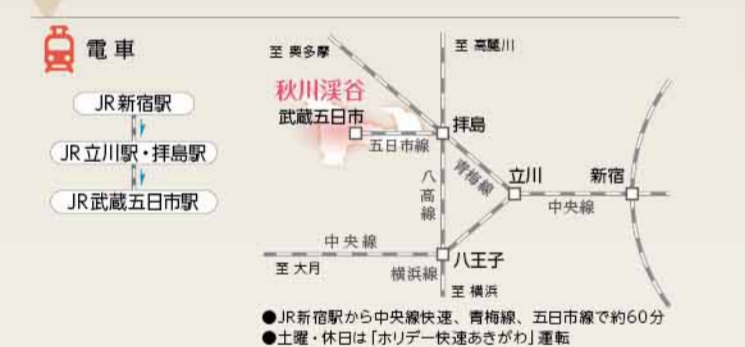 電車
JR新宿駅
JR立川駅・拝島駅
JR武蔵五日市駅
至 奥多摩
至 高麗川
秋川渓谷
武蔵五日市
拝島
五日市線
八高線
青梅線
立川
新宿
中央線
中央線
至 大月
八王子
横浜線
至 横浜
●JR新宿駅から中央線快速、青梅線、五日市線で約60分
●土曜・休日は「ホリデー快速あきがわ」運転